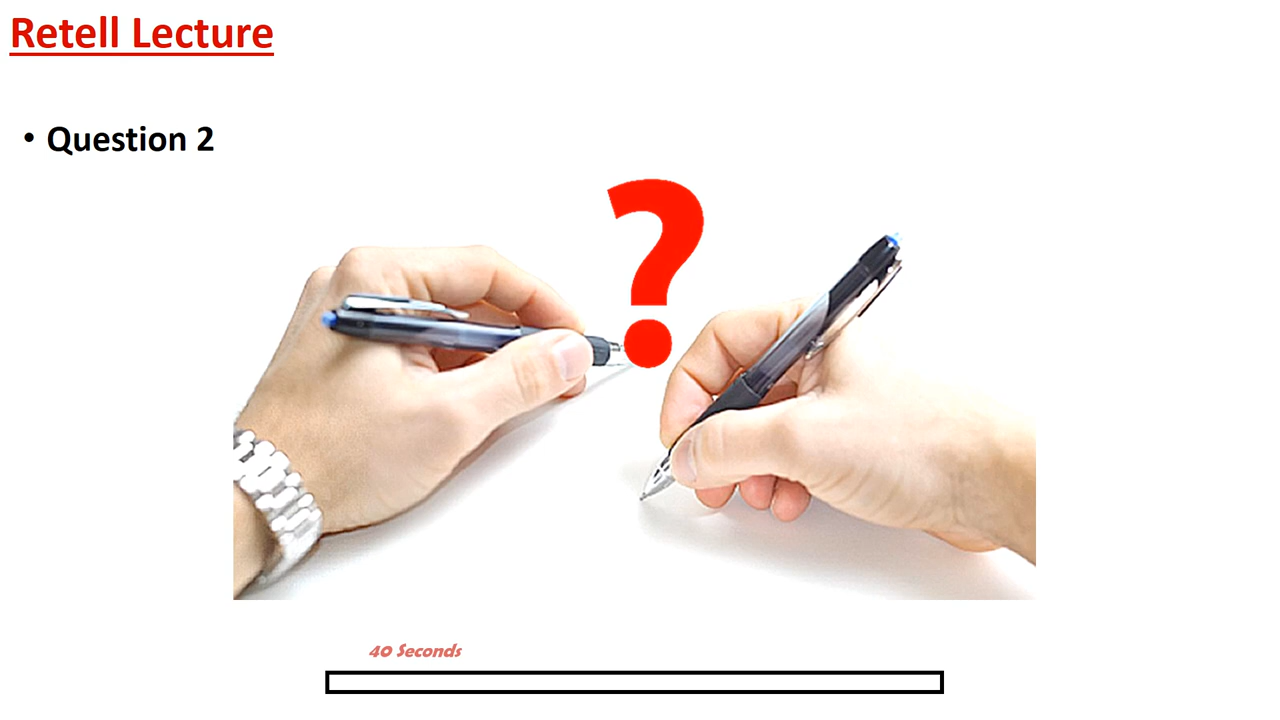 Retell Lecture
• Question 2
?
40 Seconds